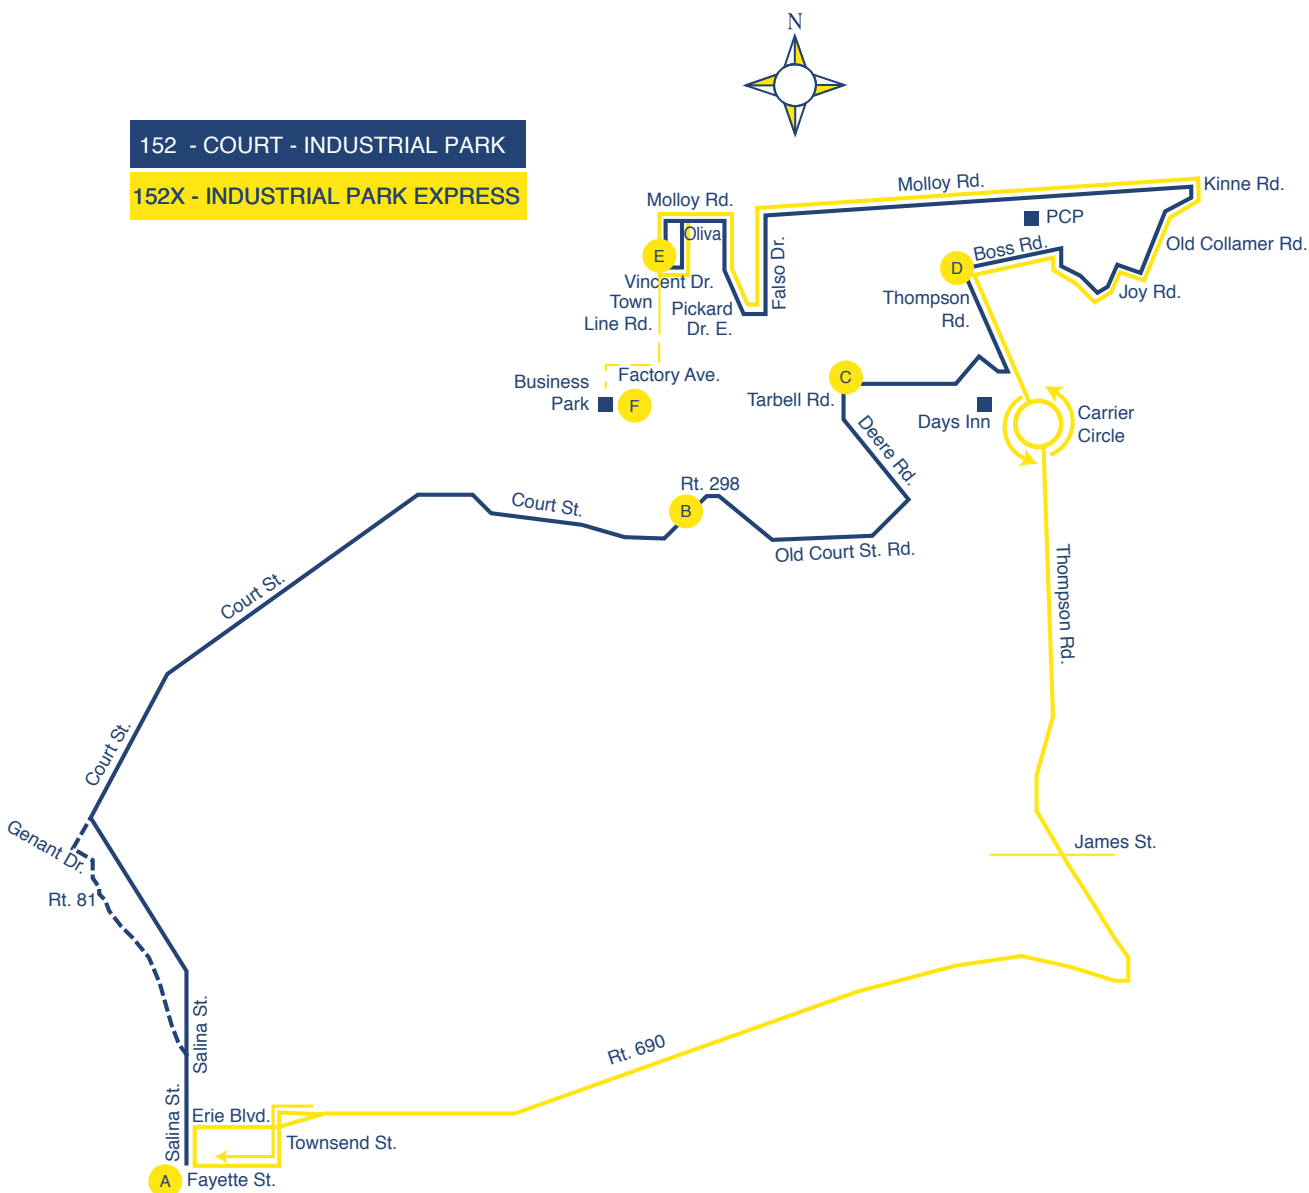 N
152 - COURT - INDUSTRIAL PARK
152X - INDUSTRIAL PARK EXPRESS
Molloy Rd.
Kinne Rd.
Molloy Rd.
PCP
Oliva
Old Collamer Rd.
Boss Rd.
E
D
Falso Dr.
Vincent Dr.
Joy Rd.
Town
Line Rd.
Pickard
Dr. E.
Thompson
Rd.
Factory Ave.
C
Business
Park
F
Tarbell Rd.
Days Inn
Carrier
Circle
Deere Rd.
Rt. 298
Court St.
B
Old Court St. Rd.
Court St.
Thompson Rd.
Court St.
Genant Dr.
James St.
Rt. 81
Salina St.
Rt. 690
Salina St.
Erie Blvd.
Townsend St.
A
Fayette St.